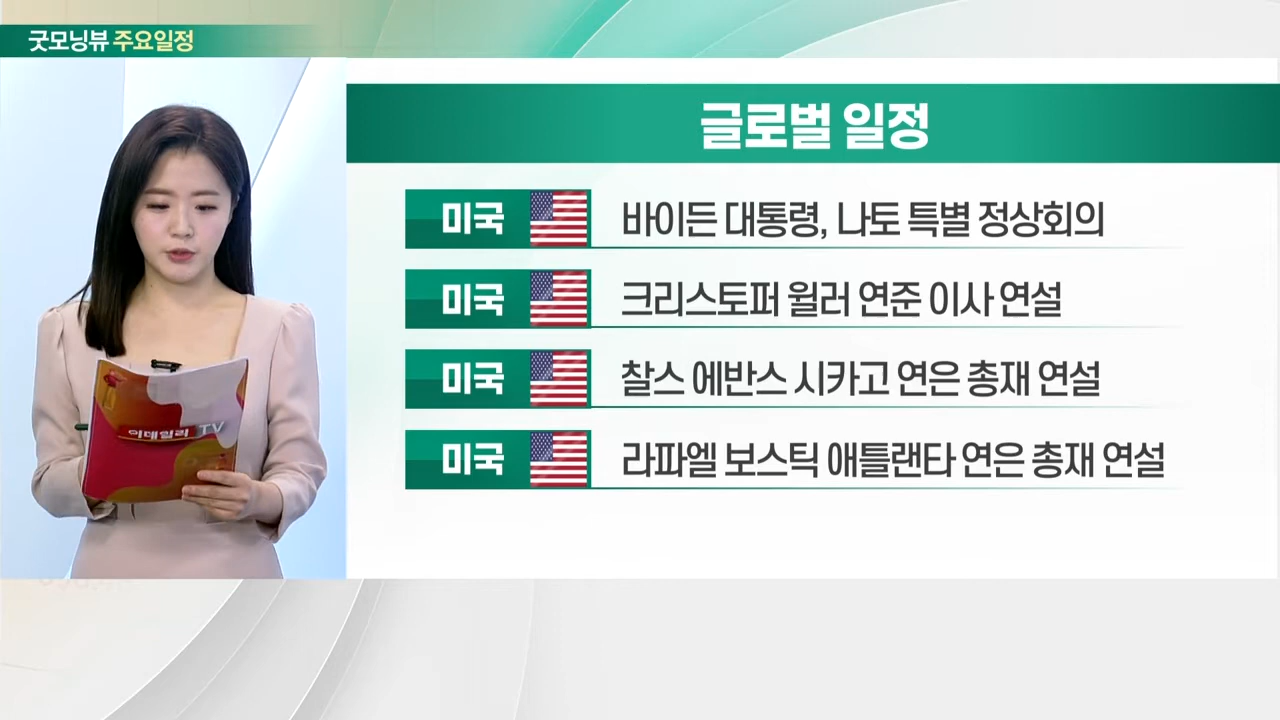 굿모닝뷰 주요일정
글로벌 일정
미국 바이든 대통령, 나토 특별 정상회의
미국 크리스토퍼 월러 연준 이사 연설
미국 찰스 에반스 시카고 연은 총재 연설
미국 라파엘 보스틱 애틀랜타 연은 총재 연설
이데일리 TV